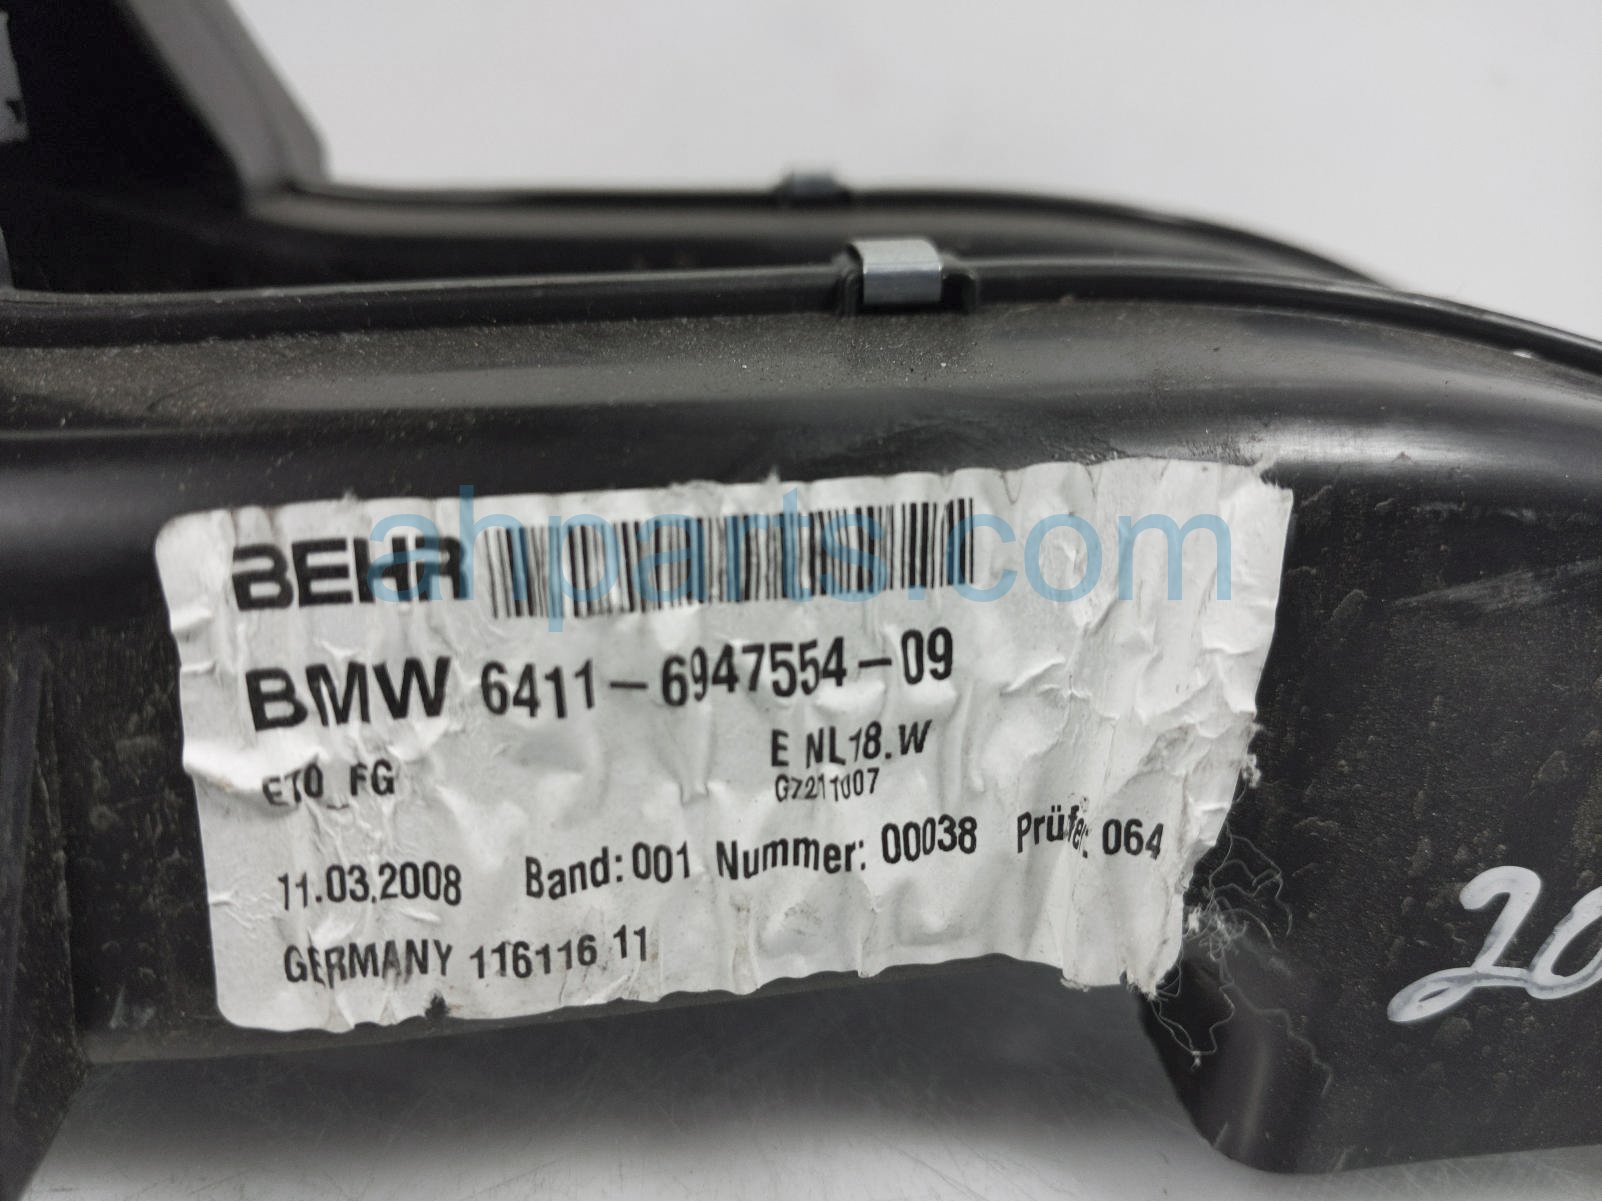 ahparts.com
BEHR
BMW 6411-6947554-09
E NL18.W
ETO_FG
G7211007
11.03.2008 Band:001 Nummer: 00038 Prüfer: 064
GERMANY 116116 11
20